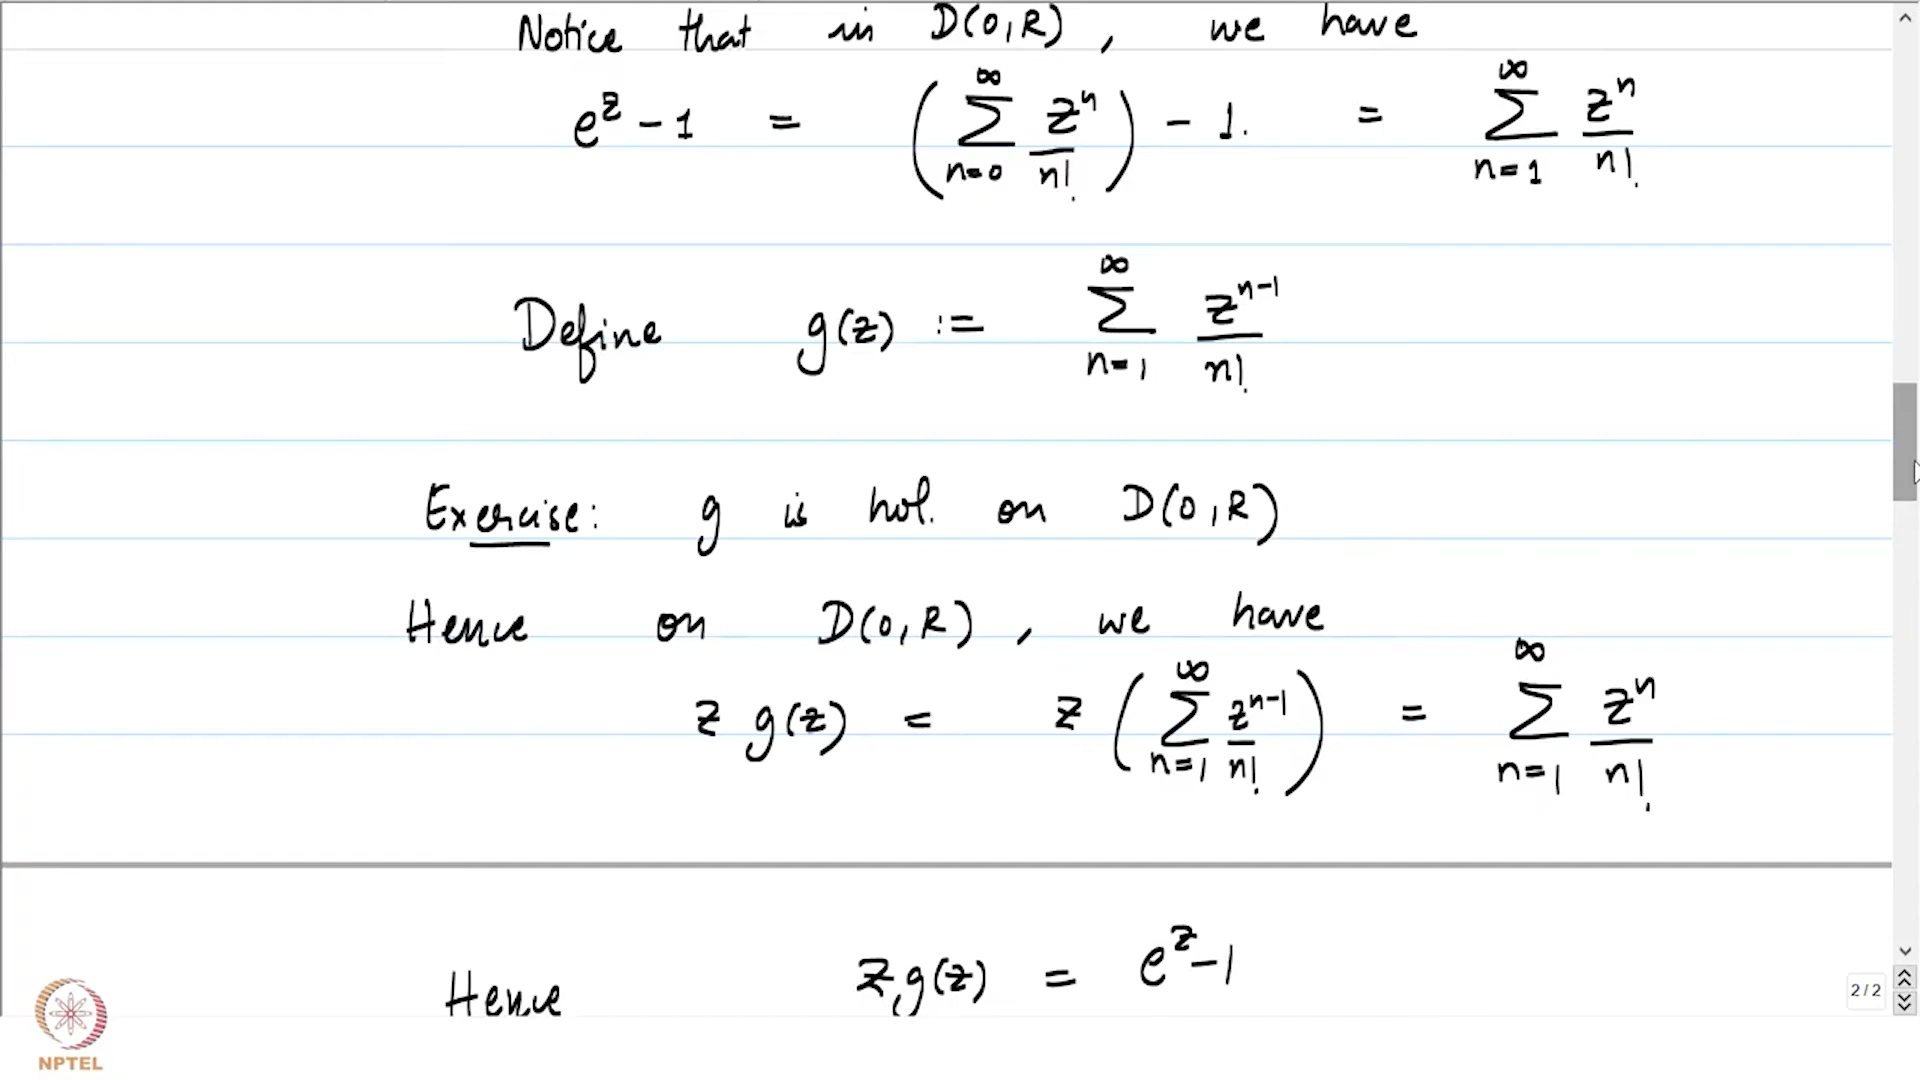 Notice that in D(0,R), we have
e^z - 1 = (∑_{n=0}^{∞} z^n/n!) - 1. = ∑_{n=1}^{∞} z^n/n!
Define g(z) := ∑_{n=1}^{∞} z^{n-1}/n!
Exercise: g is hol. on D(0,R)
Hence on D(0,R), we have
z g(z) = z (∑_{n=1}^{∞} z^{n-1}/n!) = ∑_{n=1}^{∞} z^n/n!
Hence z g(z) = e^z - 1
2 / 2
NPTEL